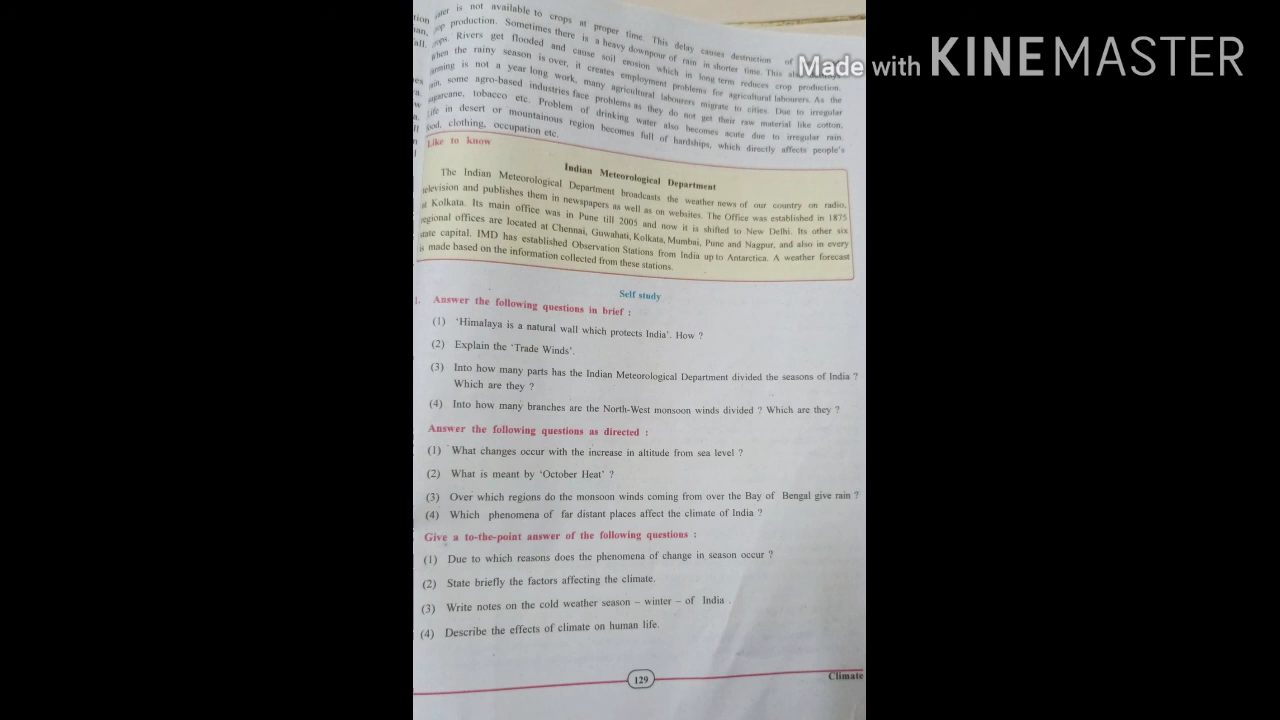 ater is not available to crops at proper time. This delay causes destruction of
tion
op production. Sometimes there is a heavy downpour of rain in shorter time. This als
an,
ops. Rivers get flooded and cause soil erosion which in long term reduces crop production.
all.
When the rainy season is over, it creates employment problems for agricultural labourers. As the
arming is not a year long work, many agricultural labourers migrate to cities. Due to irregular
ain, some agro-based industries face problems as they do not get their raw material like cotton,
ugarcane, tobacco etc. Problem of drinking water also becomes acute due to irregular rain.
Life in desert or mountainous region becomes full of hardships, which directly affects people's
food, clothing, occupation etc.
Made with KINEMASTER
Like to know
Indian Meteorological Department
The Indian Meteorological Department broadcasts the weather news of our country on radio,
television and publishes them in newspapers as well as on websites. The Office was established in 1875
at Kolkata. Its main office was in Pune till 2005 and now it is shifted to New Delhi. Its other six
regional offices are located at Chennai, Guwahati, Kolkata, Mumbai, Pune and Nagpur, and also in every
state capital. IMD has established Observation Stations from India up to Antarctica. A weather forecast
is made based on the information collected from these stations.
Self study
1. Answer the following questions in brief :
(1) 'Himalaya is a natural wall which protects India'. How ?
(2) Explain the 'Trade Winds'.
(3) Into how many parts has the Indian Meteorological Department divided the seasons of India ?
Which are they ?
(4) Into how many branches are the North-West monsoon winds divided ? Which are they ?
Answer the following questions as directed :
(1) What changes occur with the increase in altitude from sea level ?
(2) What is meant by 'October Heat' ?
(3) Over which regions do the monsoon winds coming from over the Bay of Bengal give rain ?
(4) Which phenomena of far distant places affect the climate of India ?
Give a to-the-point answer of the following questions :
(1) Due to which reasons does the phenomena of change in season occur ?
(2) State briefly the factors affecting the climate.
(3) Write notes on the cold weather season – winter – of India .
(4) Describe the effects of climate on human life.
129
Climate